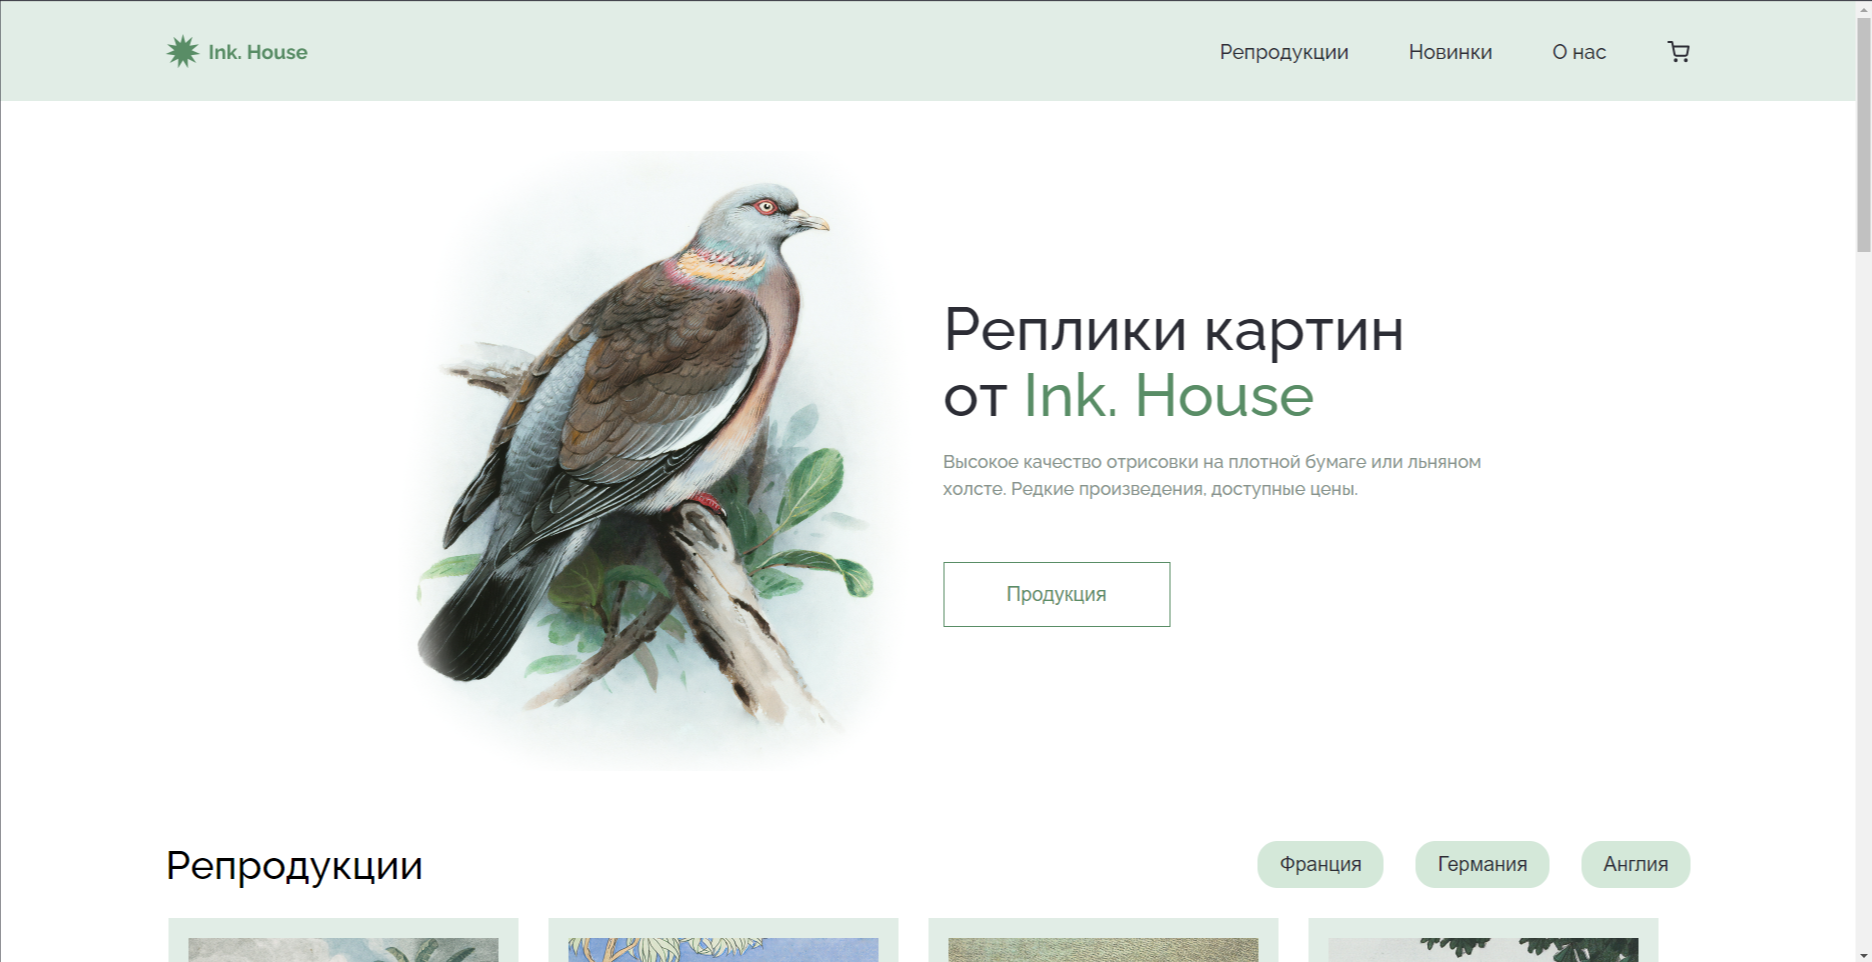 Ink. House
Репродукции
Новинки
О нас
Реплики картин
от Ink. House
Высокое качество отрисовки на плотной бумаге или льняном
холсте. Редкие произведения, доступные цены.
Продукция
Репродукции
Франция
Германия
Англия